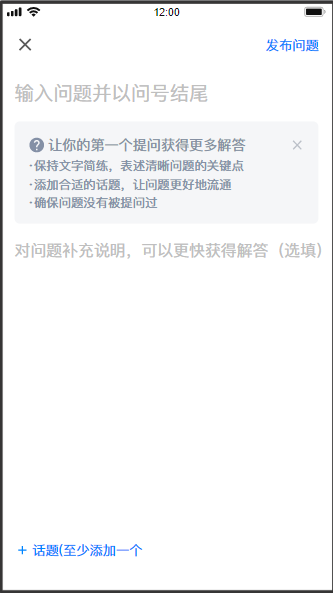 12:00
发布问题
输入问题并以问号结尾
让你的第一个提问获得更多解答
·保持文字简练，表述清晰问题的关键点
·添加合适的话题，让问题更好地流通
·确保问题没有被提问过
对问题补充说明，可以更快获得解答（选填）
+ 话题(至少添加一个